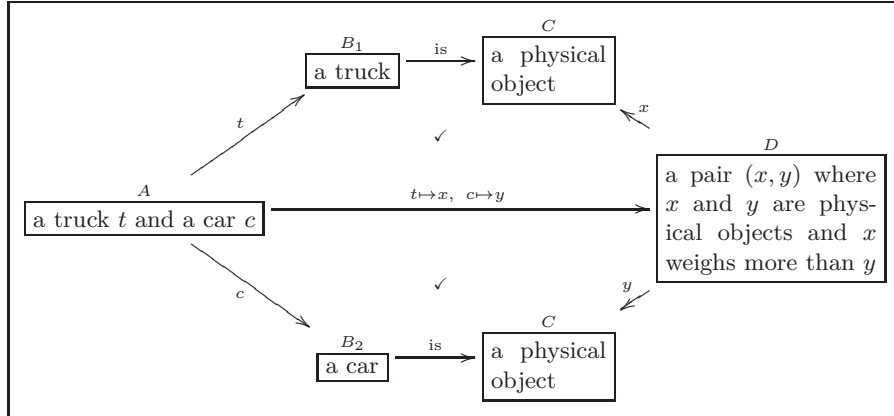 B₁
a truck
is
C
a physical
object
t
x
✓
D
a pair (x, y) where
x and y are phys-
ical objects and x
weighs more than y
A
a truck t and a car c
t↦x, c↦y
c
✓
y
B₂
a car
is
C
a physical
object